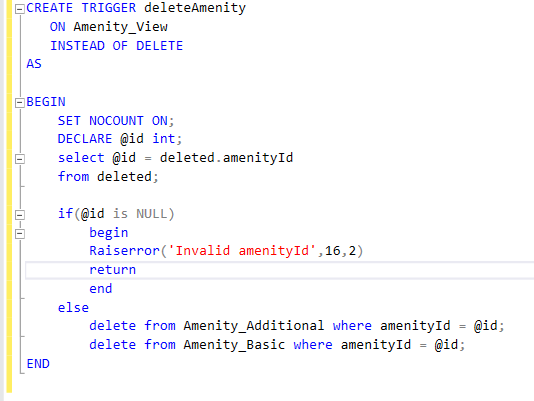 CREATE TRIGGER deleteAmenity
ON Amenity_View
INSTEAD OF DELETE
AS
BEGIN
SET NOCOUNT ON;
DECLARE @id int;
select @id = deleted.amenityId
from deleted;
if(@id is NULL)
begin
Raiserror('Invalid amenityId',16,2)
return
end
else
delete from Amenity_Additional where amenityId = @id;
delete from Amenity_Basic where amenityId = @id;
END